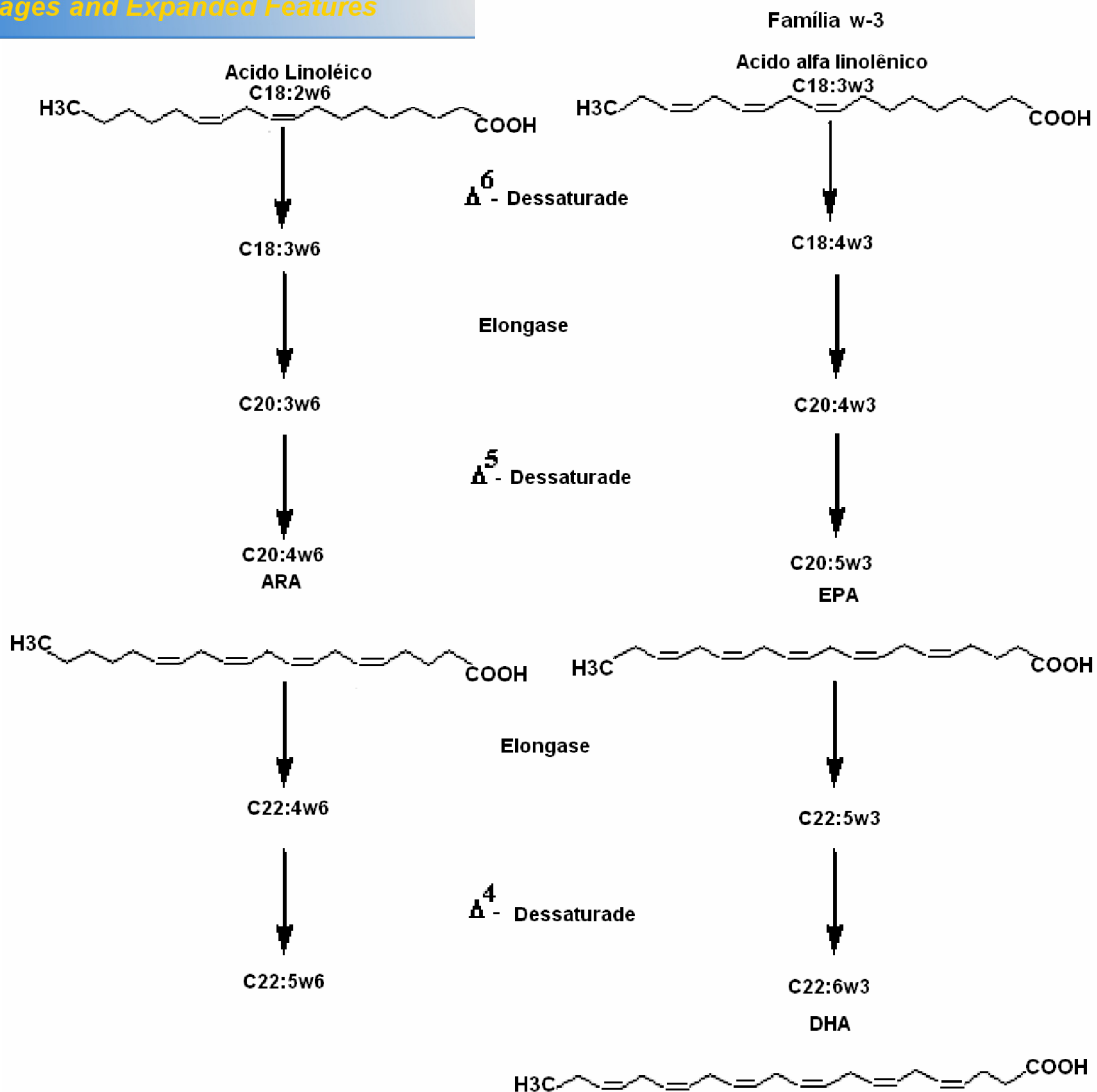 ages and Expanded Features
Família w-3
Acido Linoléico
C18:2w6
H3C
COOH
Acido alfa linolênico
C18:3w3
H3C
COOH
Δ6 - Dessaturade
C18:3w6
C18:4w3
Elongase
C20:3w6
C20:4w3
Δ5 - Dessaturade
C20:4w6
ARA
C20:5w3
EPA
H3C
COOH
H3C
COOH
Elongase
C22:4w6
C22:5w3
Δ4 - Dessaturade
C22:5w6
C22:6w3
DHA
H3C
COOH